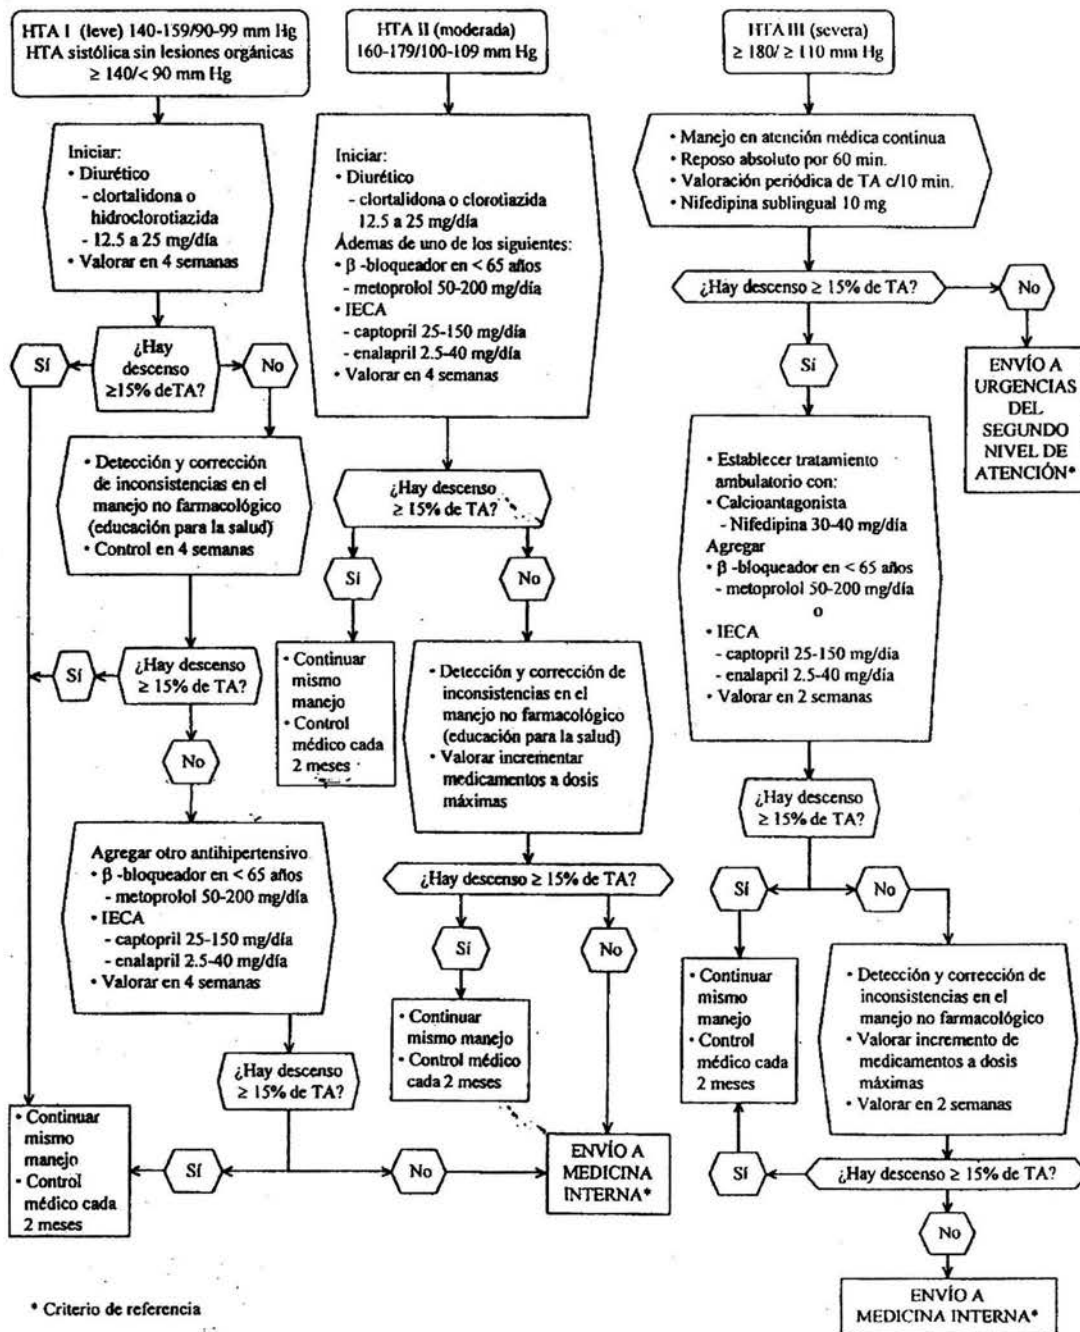 HTA I (leve) 140-159/90-99 mm Hg
HTA sistólica sin lesiones orgánicas
≥ 140/< 90 mm Hg
Iniciar:
• Diurético
- clortalidona o
hidroclorotiazida
- 12.5 a 25 mg/día
• Valorar en 4 semanas
¿Hay
descenso
≥15% deTA?
Sí
No
• Detección y corrección
de inconsistencias en el
manejo no farmacológico
(educación para la salud)
• Control en 4 semanas
¿Hay descenso
≥ 15% de TA?
Sí
No
Agregar otro antihipertensivo
• β -bloqueador en < 65 años
- metoprolol 50-200 mg/día
• IECA
- captopril 25-150 mg/día
- enalapril 2.5-40 mg/día
• Valorar en 4 semanas
¿Hay descenso
≥ 15% de TA?
Sí
No
• Continuar
mismo
manejo
• Control
médico cada
2 meses
HTA II (moderada)
160-179/100-109 mm Hg
Iniciar:
• Diurético
- clortalidona o clorotiazida
12.5 a 25 mg/día
Ádemas de uno de los siguientes:
• β -bloqueador en < 65 años
- metoprolol 50-200 mg/día
• IECA
- captopril 25-150 mg/día
- enalapril 2.5-40 mg/día
• Valorar en 4 semanas
¿Hay descenso
≥ 15% de TA?
Sí
No
• Continuar
mismo
manejo
• Control
médico cada
2 meses
• Detección y corrección de
inconsistencias en el
manejo no farmacológico
(educación para la salud)
• Valorar incrementar
medicamentos a dosis
máximas
¿Hay descenso ≥ 15% de TA?
Sí
No
• Continuar
mismo manejo
• Control médico
cada 2 meses
ENVÍO A
MEDICINA
INTERNA*
HTA III (severa)
≥ 180/ ≥ 110 mm Hg
• Manejo en atención médica continua
• Reposo absoluto por 60 min.
• Valoración periódica de TA c/10 min.
• Nifedipina sublingual 10 mg
¿Hay descenso ≥ 15% de TA?
No
Sí
ENVÍO A
URGENCIAS
DEL
SEGUNDO
NIVEL DE
ATENCIÓN*
• Establecer tratamiento
ambulatorio con:
• Calcioantagonista
- Nifedipina 30-40 mg/día
Agregar
• β -bloqueador en < 65 años
- metoprolol 50-200 mg/día
o
• IECA
- captopril 25-150 mg/día
- enalapril 2.5-40 mg/día
• Valorar en 2 semanas
¿Hay descenso
≥ 15% de TA?
Sí
No
• Continuar
mismo
manejo
• Control
médico cada
2 meses
• Detección y corrección de
inconsistencias en el
manejo no farmacológico
• Valorar incremento de
medicamentos a dosis
máximas
• Valorar en 2 semanas
Sí
¿Hay descenso ≥ 15% de TA?
No
ENVÍO A
MEDICINA INTERNA*
* Criterio de referencia